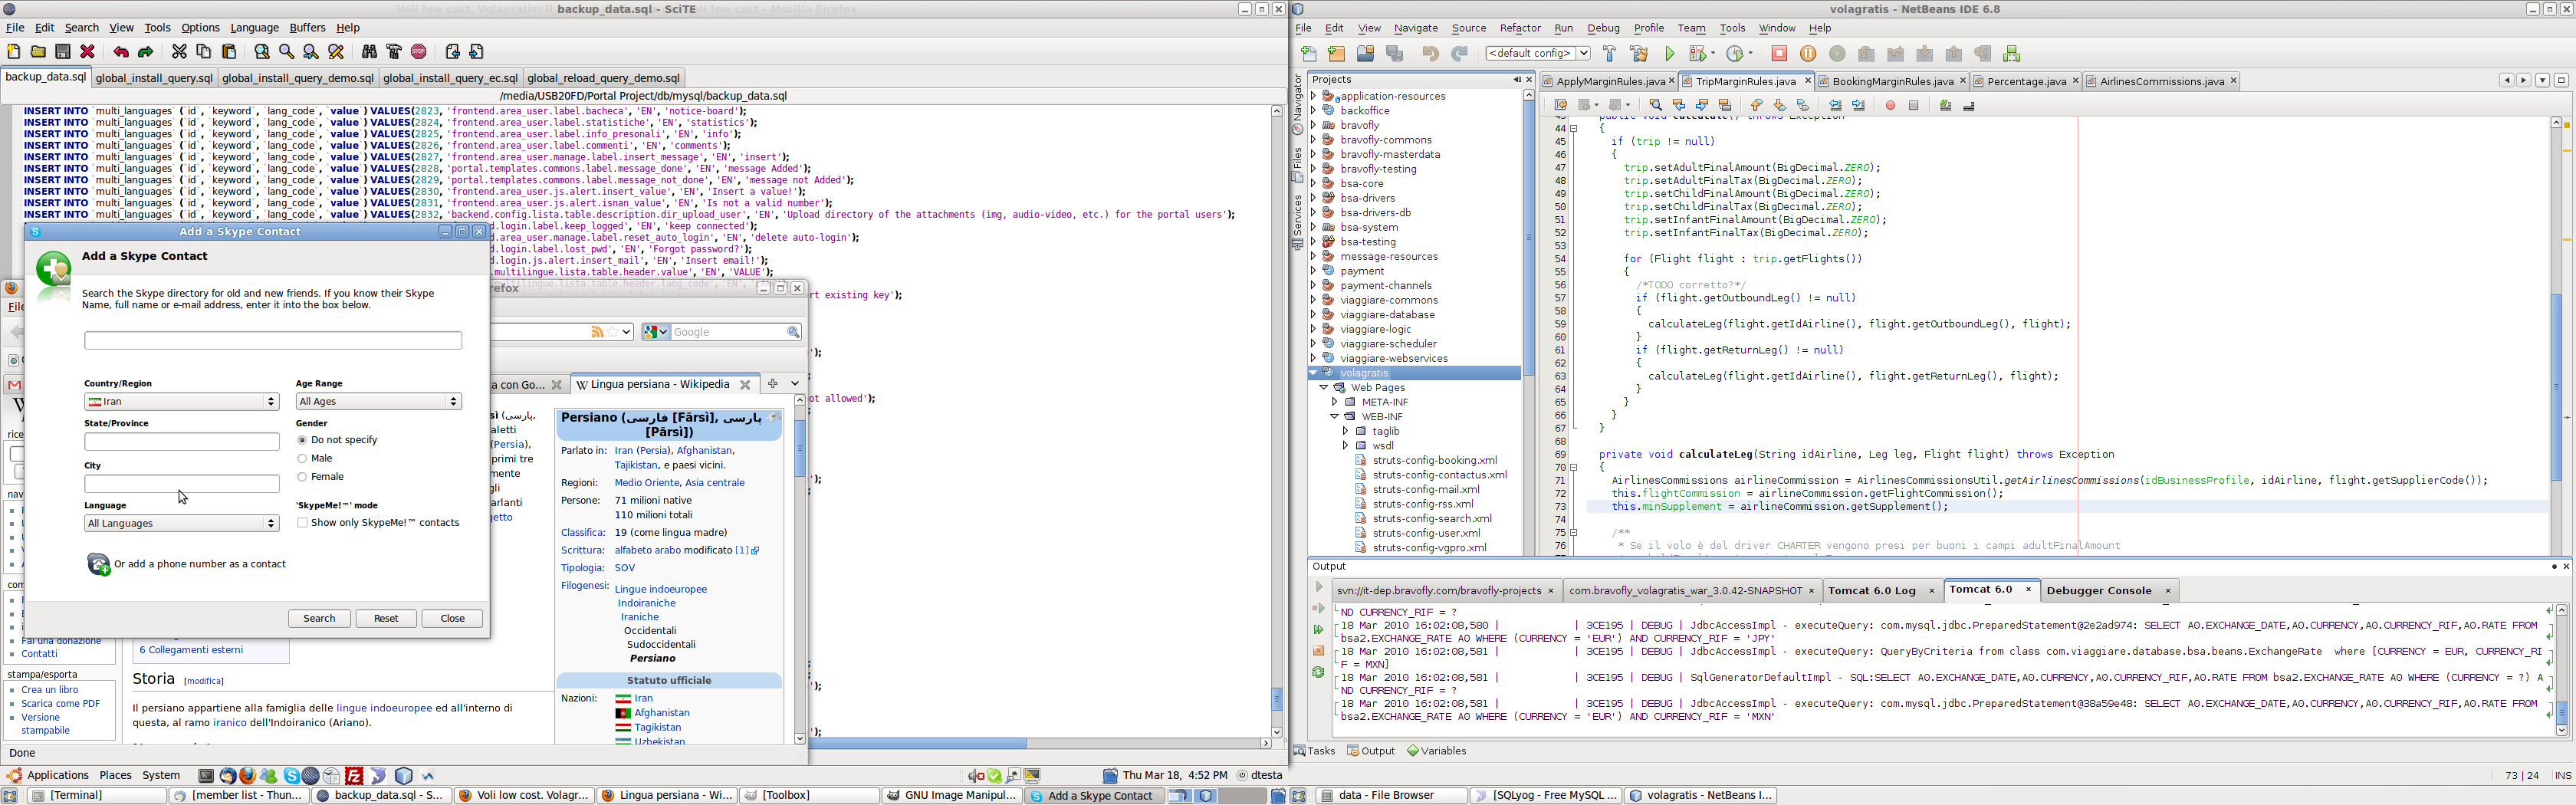 backup_data.sql - SciTE
File Edit Search View Tools Options Language Buffers Help
backup_data.sql global_install_query.sql global_install_query_demo.sql global_install_query_ec.sql global_reload_query_demo.sql
/media/USB20FD/Portal Project/db/mysql/backup_data.sql
INSERT INTO `multi_languages` (`id`, `keyword`, `lang_code`, `value`) VALUES(2823, 'frontend.area_user.label.bacheca', 'EN', 'notice-board');
INSERT INTO `multi_languages` (`id`, `keyword`, `lang_code`, `value`) VALUES(2824, 'frontend.area_user.label.statistiche', 'EN', 'statistics');
INSERT INTO `multi_languages` (`id`, `keyword`, `lang_code`, `value`) VALUES(2825, 'frontend.area_user.label.info_presonali', 'EN', 'info');
INSERT INTO `multi_languages` (`id`, `keyword`, `lang_code`, `value`) VALUES(2826, 'frontend.area_user.label.commenti', 'EN', 'comments');
INSERT INTO `multi_languages` (`id`, `keyword`, `lang_code`, `value`) VALUES(2827, 'frontend.area_user.manage.label.insert_message', 'EN', 'insert');
INSERT INTO `multi_languages` (`id`, `keyword`, `lang_code`, `value`) VALUES(2828, 'portal.templates.commons.label.message_done', 'EN', 'message Added');
INSERT INTO `multi_languages` (`id`, `keyword`, `lang_code`, `value`) VALUES(2829, 'portal.templates.commons.label.message_not_done', 'EN', 'message not Added');
INSERT INTO `multi_languages` (`id`, `keyword`, `lang_code`, `value`) VALUES(2830, 'frontend.area_user.js.alert.insert_value', 'EN', 'Insert a value!');
INSERT INTO `multi_languages` (`id`, `keyword`, `lang_code`, `value`) VALUES(2831, 'frontend.area_user.js.alert.isnan_value', 'EN', 'Is not a valid number');
INSERT INTO `multi_languages` (`id`, `keyword`, `lang_code`, `value`) VALUES(2832, 'backend.config.lista.table.description.dir_upload_user', 'EN', 'Upload directory of the attachments (img, audio-video, etc.) for the portal users');
d.login.label.keep_logged', 'EN', 'keep connected');
d.area_user.manage.label.reset_auto_login', 'EN', 'delete auto-login');
d.login.label.lost_pwd', 'EN', 'Forgot password?');
d.login.js.alert.insert_mail', 'EN', 'Insert email!');
.multilingue.lista.table.header.value', 'EN', 'VALUE');
rt existing key');
ot allowed');
Add a Skype Contact
Add a Skype Contact
Search the Skype directory for old and new friends. If you know their Skype
Name, full name or e-mail address, enter it into the box below.
Country/Region
Iran
State/Province
City
Language
All Languages
Age Range
All Ages
Gender
Do not specify
Male
Female
'SkypeMe!™' mode
Show only SkypeMe!™ contacts
Or add a phone number as a contact
Search Reset Close
refox
Google
a con Go... Lingua persiana - Wikipedia
Persiano (فارسی [Fārsì], پارسی
[Pārsì])
Parlato in: Iran (Persia), Afghanistan,
Tajikistan, e paesi vicini.
Regioni: Medio Oriente, Asia centrale
Persone: 71 milioni native
110 milioni totali
Classifica: 19 (come lingua madre)
Scrittura: alfabeto arabo modificato [1]
Tipologia: SOV
Filogenesi: Lingue indoeuropee
Indoiraniche
Iraniche
Occidentali
Sudoccidentali
Persiano
Statuto ufficiale
Nazioni: Iran
Afghanistan
Tagikistan
Uzbekistan
Fai una donazione
Contatti
stampa/esporta
Crea un libro
Scarica come PDF
Versione
stampabile
6 Collegamenti esterni
Storia [modifica]
Il persiano appartiene alla famiglia delle lingue indoeuropee ed all'interno di
questa, al ramo iranico dell'Indoiranico (Ariano).
Done
Applications Places System
Thu Mar 18, 4:52 PM dtesta
[Terminal] [member list - Thun... backup_data.sql - S... Voli low cost. Volagr... Lingua persiana - Wi... [Toolbox] GNU Image Manipul... Add a Skype Contact
volagratis - NetBeans IDE 6.8
File Edit View Navigate Source Refactor Run Debug Profile Team Tools Window Help
<default config>
Navigator
Files
Services
Projects
application-resources
backoffice
bravofly
bravofly-commons
bravofly-masterdata
bravofly-testing
bsa-core
bsa-drivers
bsa-drivers-db
bsa-system
bsa-testing
message-resources
payment
payment-channels
viaggiare-commons
viaggiare-database
viaggiare-logic
viaggiare-scheduler
viaggiare-webservices
volagratis
Web Pages
META-INF
WEB-INF
taglib
wsdl
struts-config-booking.xml
struts-config-contactus.xml
struts-config-mail.xml
struts-config-rss.xml
struts-config-search.xml
struts-config-user.xml
struts-config-vgpro.xml
ApplyMarginRules.java TripMarginRules.java BookingMarginRules.java Percentage.java AirlinesCommissions.java
43 public void calculate() throws Exception
44 {
45 if (trip != null)
46 {
47 trip.setAdultFinalAmount(BigDecimal.ZERO);
48 trip.setAdultFinalTax(BigDecimal.ZERO);
49 trip.setChildFinalAmount(BigDecimal.ZERO);
50 trip.setChildFinalTax(BigDecimal.ZERO);
51 trip.setInfantFinalAmount(BigDecimal.ZERO);
52 trip.setInfantFinalTax(BigDecimal.ZERO);
53
54 for (Flight flight : trip.getFlights())
55 {
56 /*TODO corretto?*/
57 if (flight.getOutboundLeg() != null)
58 {
59 calculateLeg(flight.getIdAirline(), flight.getOutboundLeg(), flight);
60 }
61 if (flight.getReturnLeg() != null)
62 {
63 calculateLeg(flight.getIdAirline(), flight.getReturnLeg(), flight);
64 }
65 }
66 }
67 }
68
69 private void calculateLeg(String idAirline, Leg leg, Flight flight) throws Exception
70 {
71 AirlinesCommissions airlineCommission = AirlinesCommissionsUtil.getAirlinesCommissions(idBusinessProfile, idAirline, flight.getSupplierCode());
72 this.flightCommission = airlineCommission.getFlightCommission();
73 this.minSupplement = airlineCommission.getSupplement();
74
75 /**
76 * Se il volo è del driver CHARTER vengono presi per buoni i campi adultFinalAmount
Output
svn://it-dep.bravofly.com/bravofly-projects com.bravofly_volagratis_war_3.0.42-SNAPSHOT Tomcat 6.0 Log Tomcat 6.0 Debugger Console
ND CURRENCY_RIF = ?
18 Mar 2010 16:02:08,580 | | 3CE195 | DEBUG | JdbcAccessImpl - executeQuery: com.mysql.jdbc.PreparedStatement@2e2ad974: SELECT A0.EXCHANGE_DATE,A0.CURRENCY,A0.CURRENCY_RIF,A0.RATE FROM
bsa2.EXCHANGE_RATE A0 WHERE (CURRENCY = 'EUR') AND CURRENCY_RIF = 'JPY'
18 Mar 2010 16:02:08,581 | | 3CE195 | DEBUG | JdbcAccessImpl - executeQuery: QueryByCriteria from class com.viaggiare.database.bsa.beans.ExchangeRate where [CURRENCY = EUR, CURRENCY_RI
F = MXN]
18 Mar 2010 16:02:08,581 | | 3CE195 | DEBUG | SqlGeneratorDefaultImpl - SQL:SELECT A0.EXCHANGE_DATE,A0.CURRENCY,A0.CURRENCY_RIF,A0.RATE FROM bsa2.EXCHANGE_RATE A0 WHERE (CURRENCY = ?) A
ND CURRENCY_RIF = ?
18 Mar 2010 16:02:08,581 | | 3CE195 | DEBUG | JdbcAccessImpl - executeQuery: com.mysql.jdbc.PreparedStatement@38a59e48: SELECT A0.EXCHANGE_DATE,A0.CURRENCY,A0.CURRENCY_RIF,A0.RATE FROM
bsa2.EXCHANGE_RATE A0 WHERE (CURRENCY = 'EUR') AND CURRENCY_RIF = 'MXN'
Tasks Output Variables
73 | 24 INS
data - File Browser [SQLyog - Free MySQL ... volagratis - NetBeans I...